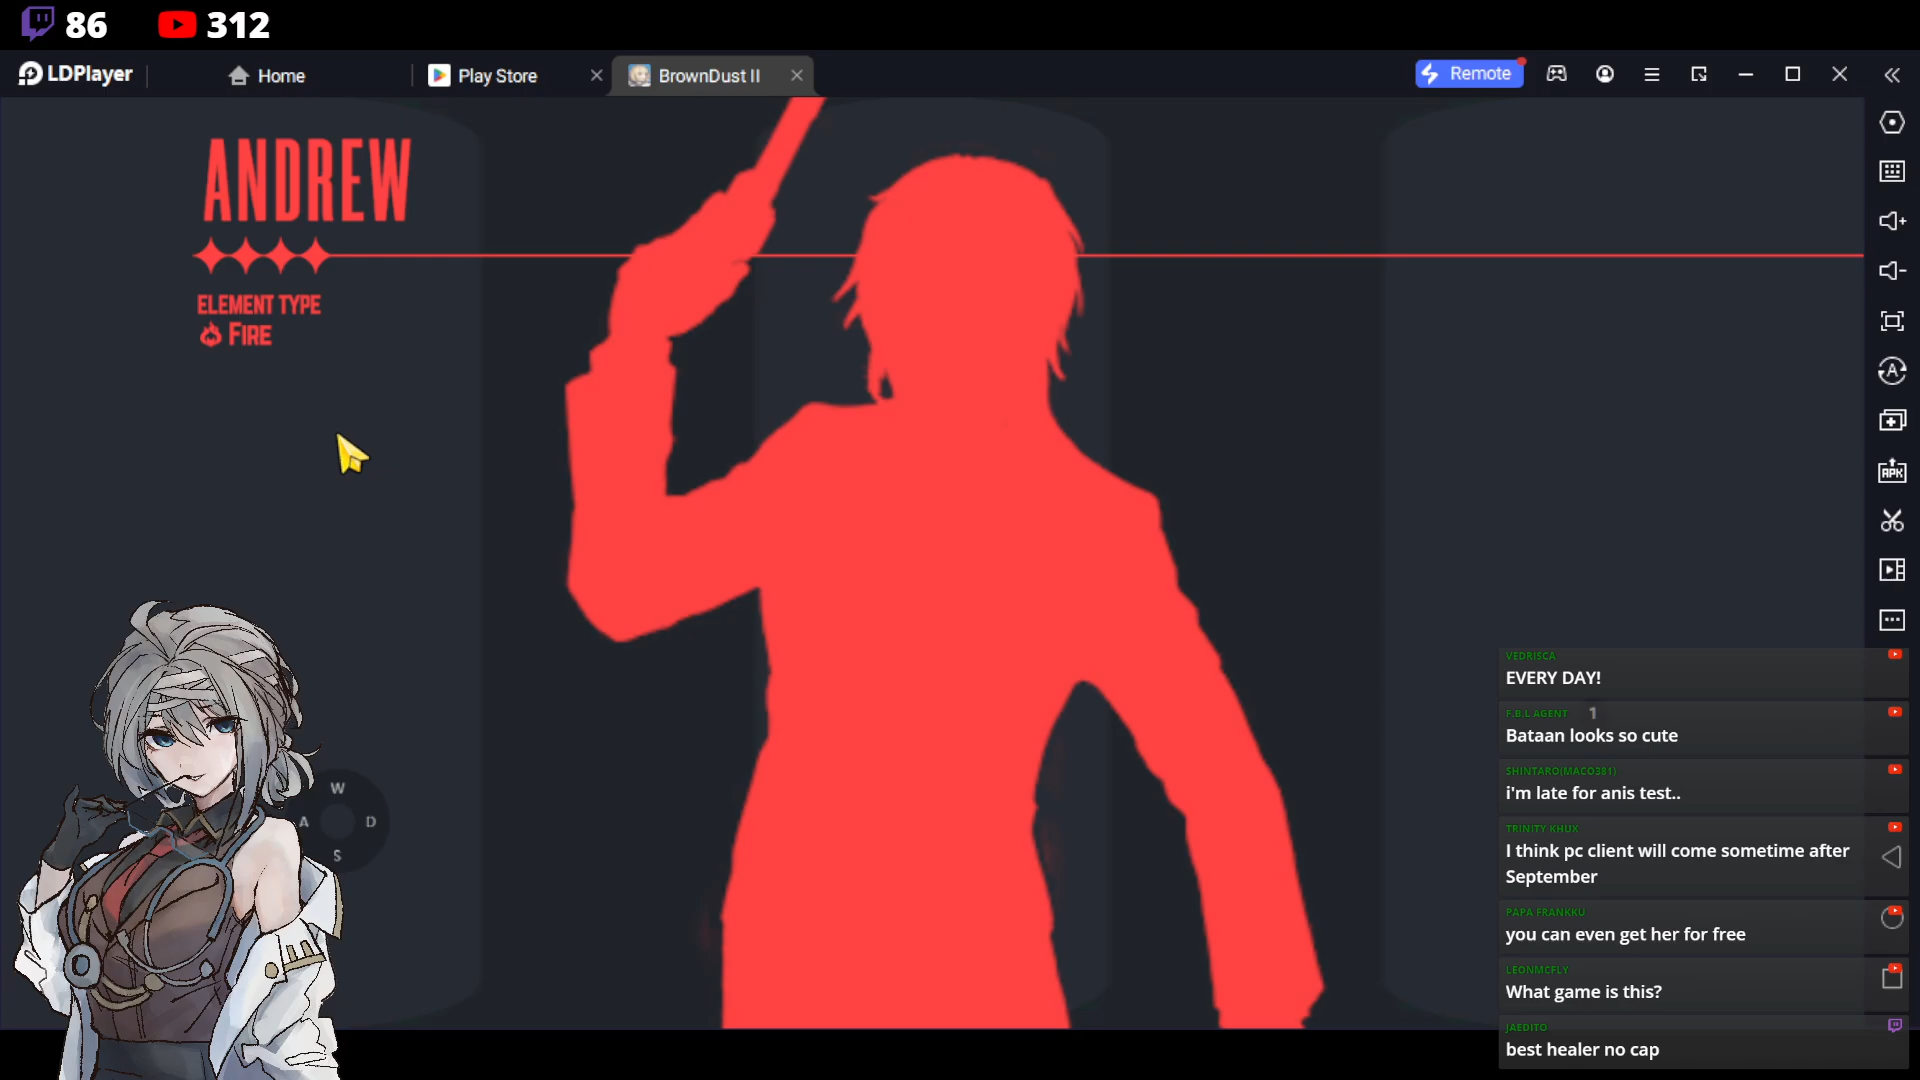 86
312
LDPlayer
Home
Play Store
BrownDust II
Remote
ANDREW
ELEMENT TYPE
FIRE
A
APK
W
A
D
S
VEDRISCA
EVERY DAY!
F.B.I. AGENT 1
Bataan looks so cute
SHINTARO(MACO381)
i'm late for anis test..
TRINITY KHUX
I think pc client will come sometime after
September
PAPA FRANKKU
you can even get her for free
LEONMCFLY
What game is this?
JAEDITO
best healer no cap